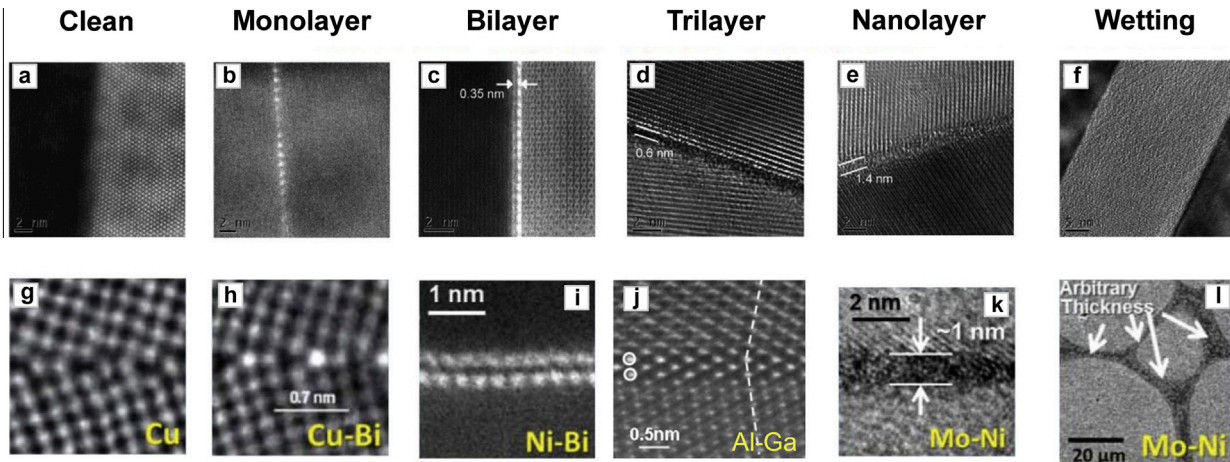 Clean Monolayer Bilayer Trilayer Nanolayer Wetting
a b c d e f
0.35 nm
0.6 nm
1.4 nm
2 nm 2 nm 2 nm 2 nm 2 nm 5 nm
g h i j k l
1 nm
2 nm
~1 nm
Arbitrary
Thickness
0.7 nm
0.5nm
20 µm
Cu Cu-Bi Ni-Bi Al-Ga Mo-Ni Mo-Ni